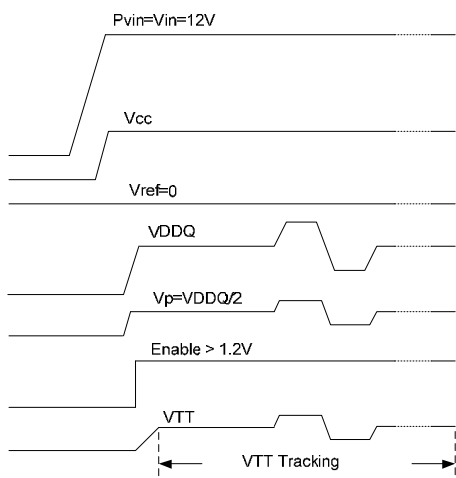 Pvin=Vin=12V
Vcc
Vref=0
VDDQ
Vp=VDDQ/2
Enable > 1.2V
VTT
VTT Tracking